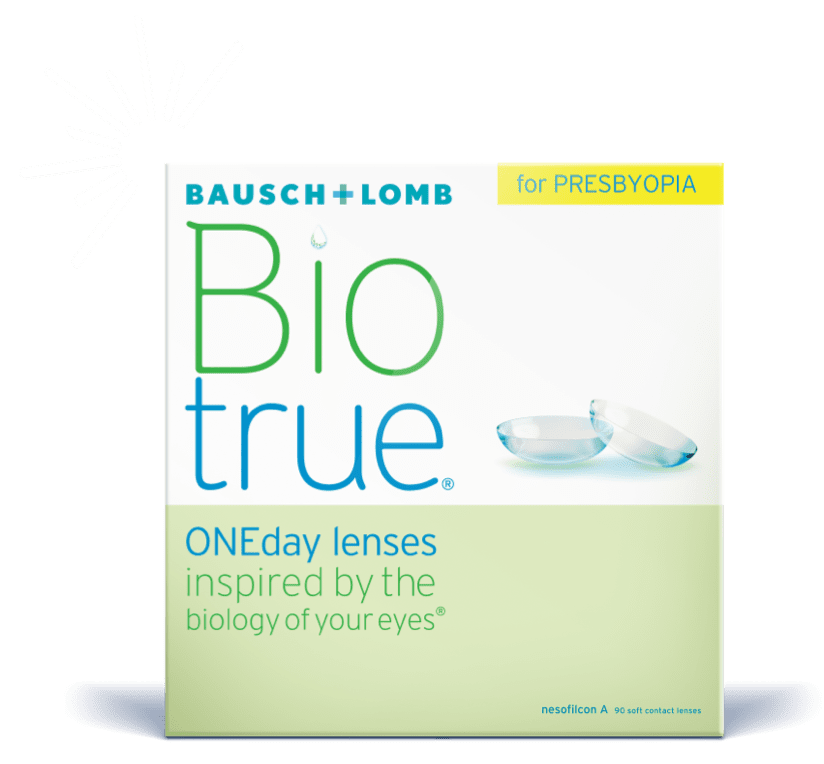 BAUSCH + LOMB
for PRESBYOPIA
Bio
true®
ONEday lenses
inspired by the
biology of your eyes®
nesofilcon A 90 soft contact lenses